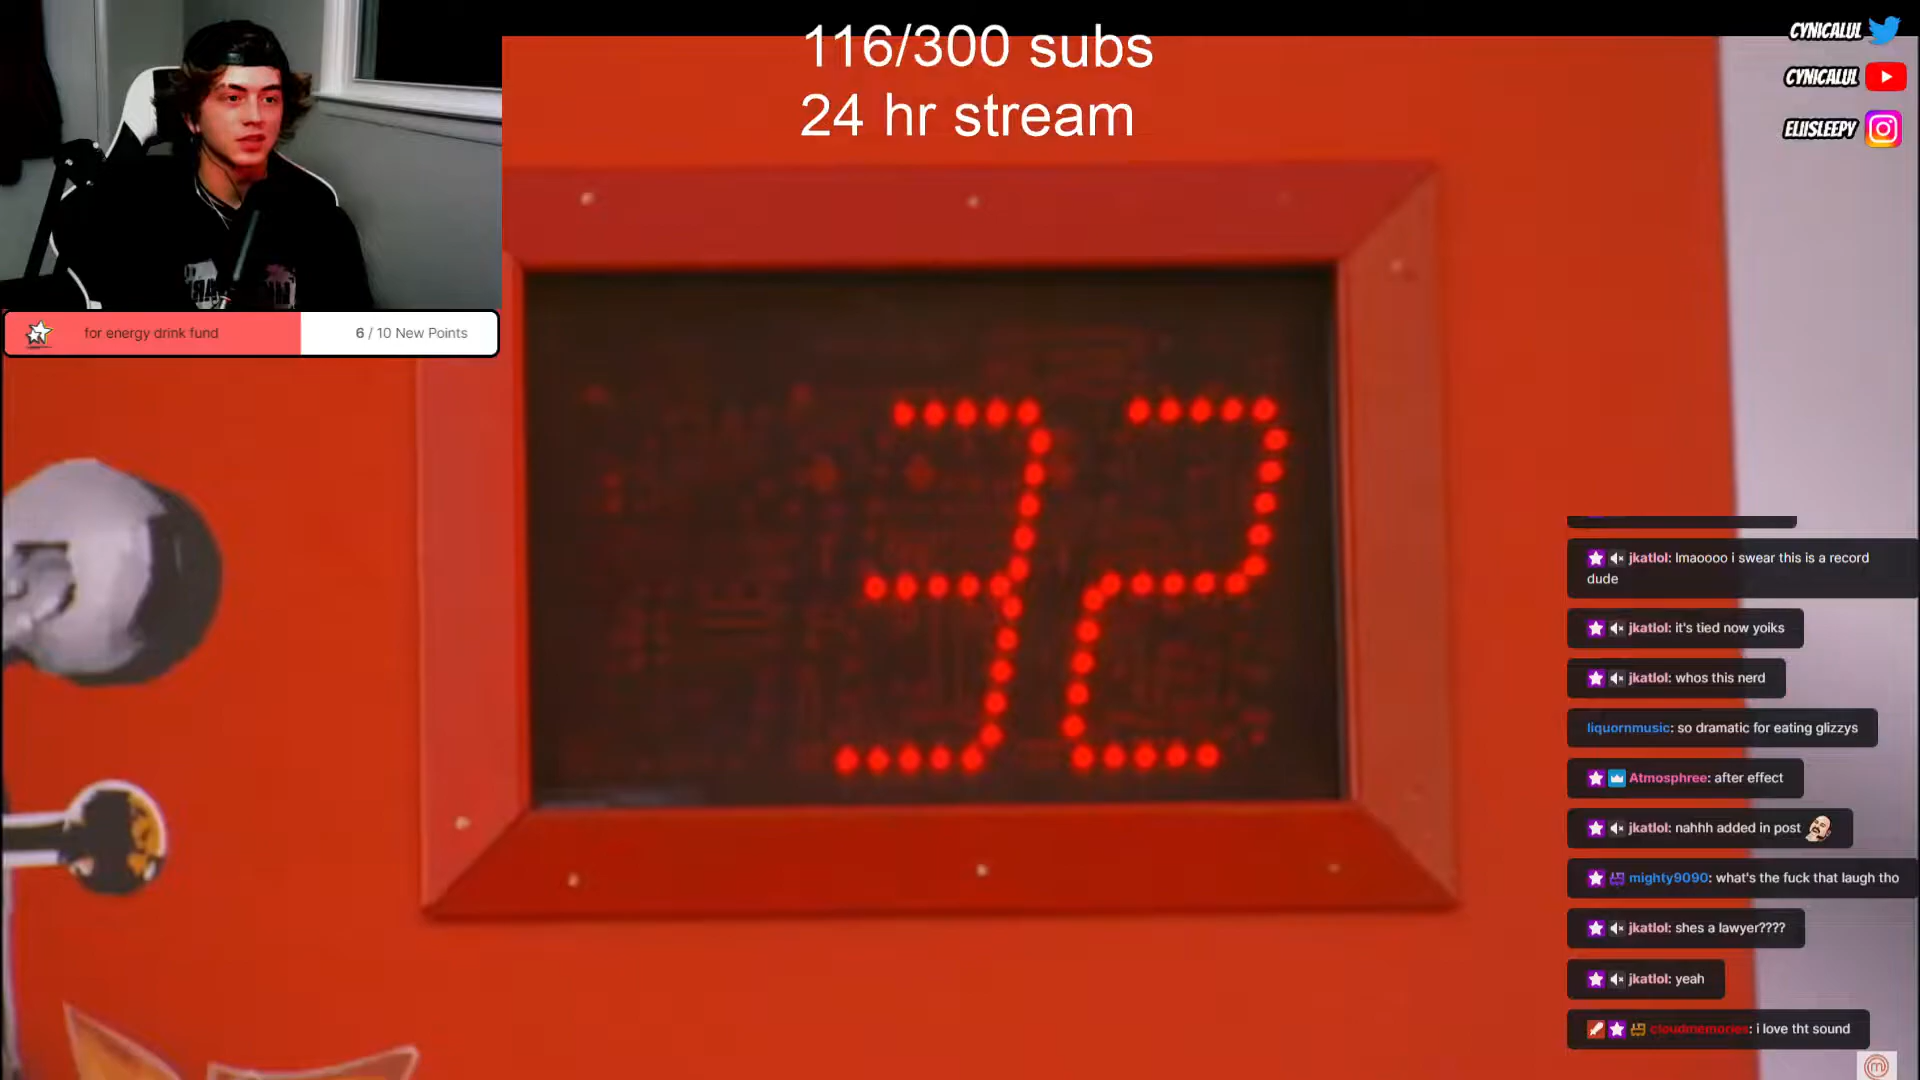 116/300 subs
24 hr stream
CYNICALUL
CYNICALUL
ELIISLEEPY
for energy drink fund
6 / 10 New Points
32
jkatlol: lmaoooo i swear this is a record
dude
jkatlol: it's tied now yoiks
jkatlol: whos this nerd
liquornmusic: so dramatic for eating glizzys
Atmosphree: after effect
jkatlol: nahhh added in post
mighty9090: what's the fuck that laugh tho
jkatlol: shes a lawyer????
jkatlol: yeah
cloudmemories: i love tht sound